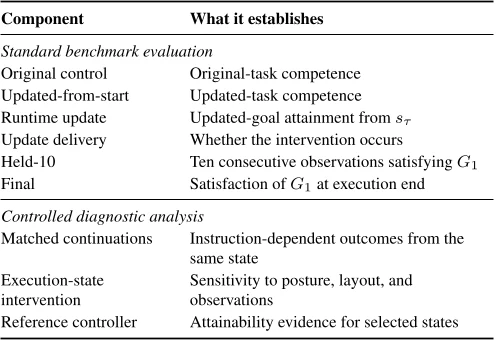 Component What it establishes
Standard benchmark evaluation
Original control Original-task competence
Updated-from-start Updated-task competence
Runtime update Updated-goal attainment from sτ
Update delivery Whether the intervention occurs
Held-10 Ten consecutive observations satisfying G1
Final Satisfaction of G1 at execution end
Controlled diagnostic analysis
Matched continuations Instruction-dependent outcomes from the
same state
Execution-state Sensitivity to posture, layout, and
intervention observations
Reference controller Attainability evidence for selected states